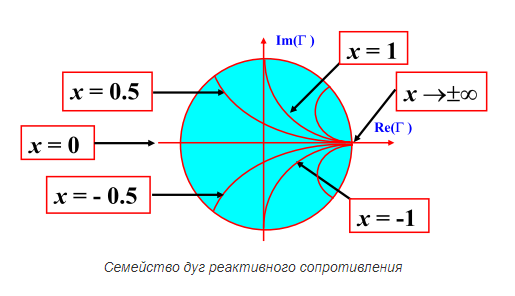 Im(Γ )
x = 1
x = 0.5
x →±∞
Re(Γ )
x = 0
x = - 0.5
x = -1
Семейство дуг реактивного сопротивления